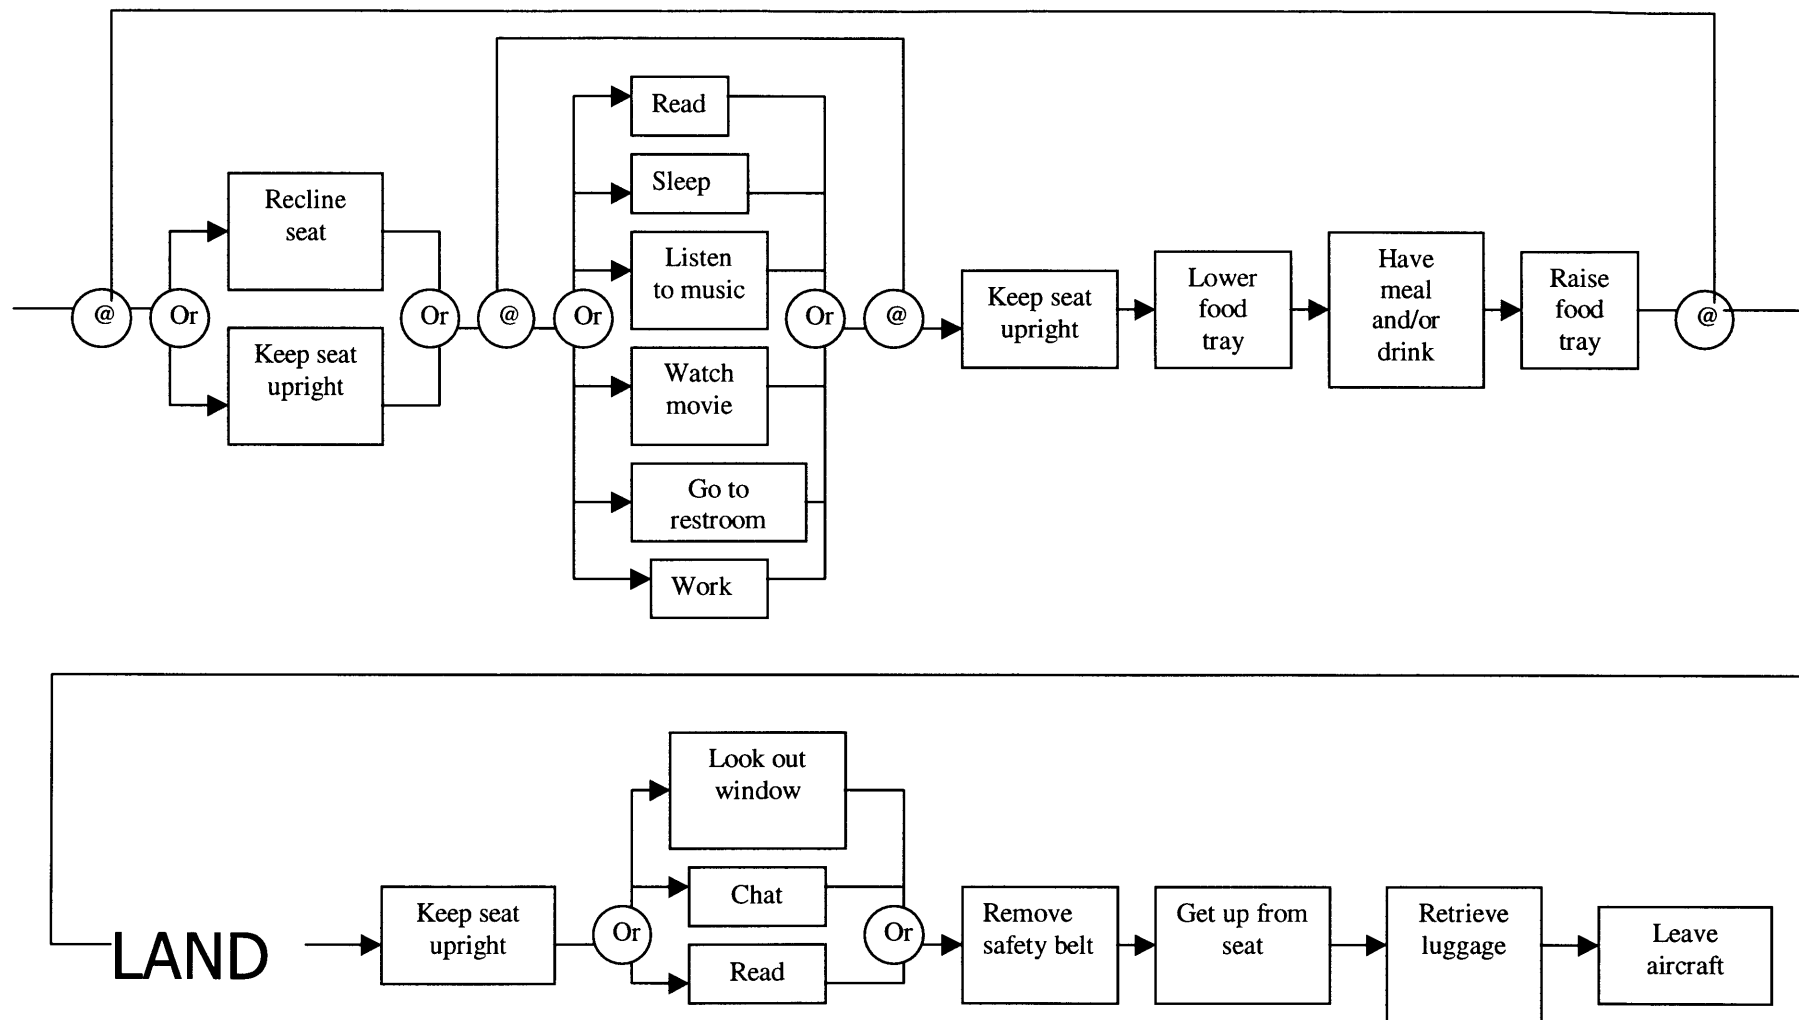 @
Or
Recline
seat
Keep seat
upright
Or
@
Or
Read
Sleep
Listen
to music
Watch
movie
Go to
restroom
Work
Or
@
Keep seat
upright
Lower
food
tray
Have
meal
and/or
drink
Raise
food
tray
@
LAND
Keep seat
upright
Or
Look out
window
Chat
Read
Or
Remove
safety belt
Get up from
seat
Retrieve
luggage
Leave
aircraft